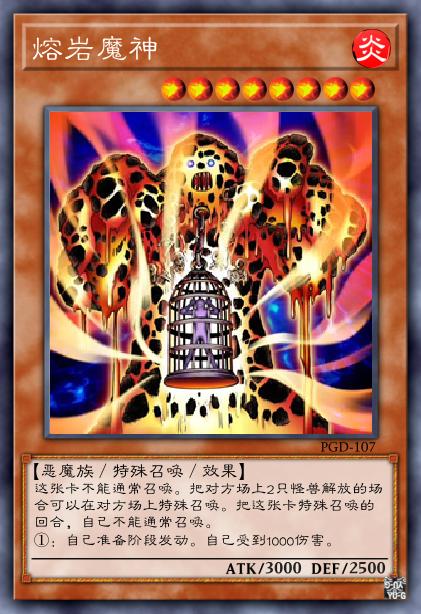 熔岩魔神
炎
PGD-107
【恶魔族／特殊召唤／效果】
这张卡不能通常召唤。把对方场上2只怪兽解放的场
合可以在对方场上特殊召唤。把这张卡特殊召唤的
回合，自己不能通常召唤。
①：自己准备阶段发动。自己受到1000伤害。
ATK/3000 DEF/2500